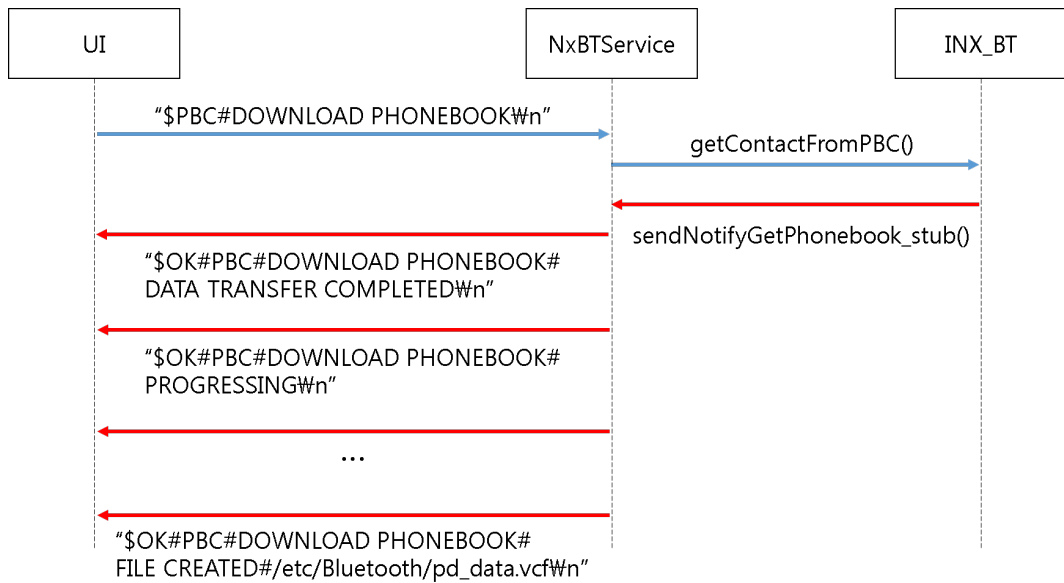 UI
NxBTService
INX_BT
“$PBC#DOWNLOAD PHONEBOOK₩n”
getContactFromPBC()
sendNotifyGetPhonebook_stub()
“$OK#PBC#DOWNLOAD PHONEBOOK#
DATA TRANSFER COMPLETED₩n”
“$OK#PBC#DOWNLOAD PHONEBOOK#
PROGRESSING₩n”
...
“$OK#PBC#DOWNLOAD PHONEBOOK#
FILE CREATED#/etc/Bluetooth/pd_data.vcf₩n”